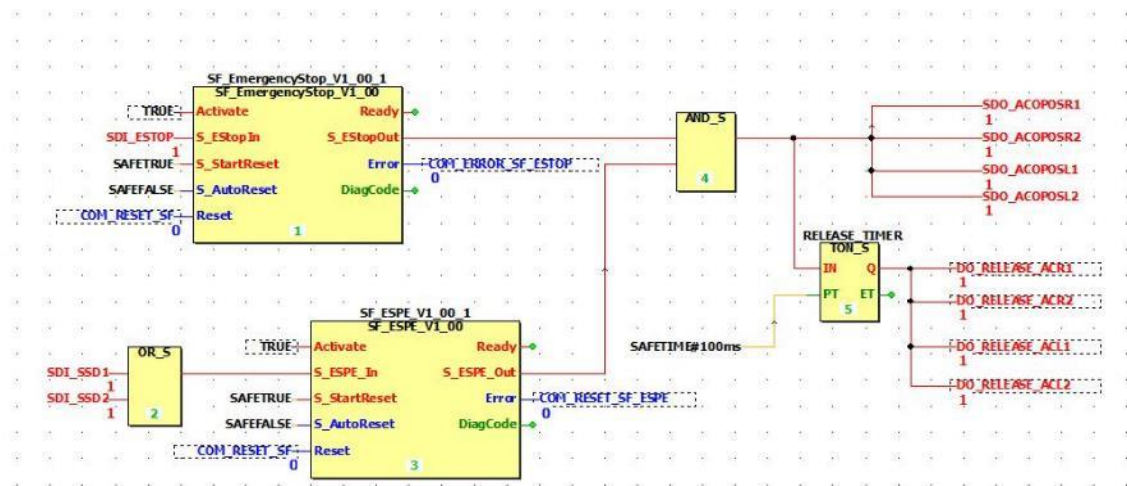 SF_EmergencyStop_V1_00_1
SF_EmergencyStop_V1_00
TRUE Activate Ready
SDI_ESTOP S_EStopIn S_EStopOut
1
SAFETRUE S_StartReset Error COM_ERROR_SF_ESTOP
0
SAFEFALSE S_AutoReset DiagCode
COM_RESET_SF Reset
0
1
AND_S
4
SDO_ACOPOSR1
1
SDO_ACOPOSR2
1
SDO_ACOPOSL1
1
SDO_ACOPOSL2
1
RELEASE_TIMER
TON_S
IN Q
PT ET
5
SAFETIME#100ms
DO_RELEASE_ACR1
1
DO_RELEASE_ACR2
1
DO_RELEASE_ACL1
1
DO_RELEASE_ACL2
1
OR_S
SDI_SSD1
1
SDI_SSD2
1
2
SF_ESPE_V1_00_1
SF_ESPE_V1_00
TRUE Activate Ready
S_ESPE_In S_ESPE_Out
SAFETRUE S_StartReset Error COM_RESET_SF_ESPE
0
SAFEFALSE S_AutoReset DiagCode
COM_RESET_SF Reset
0
3